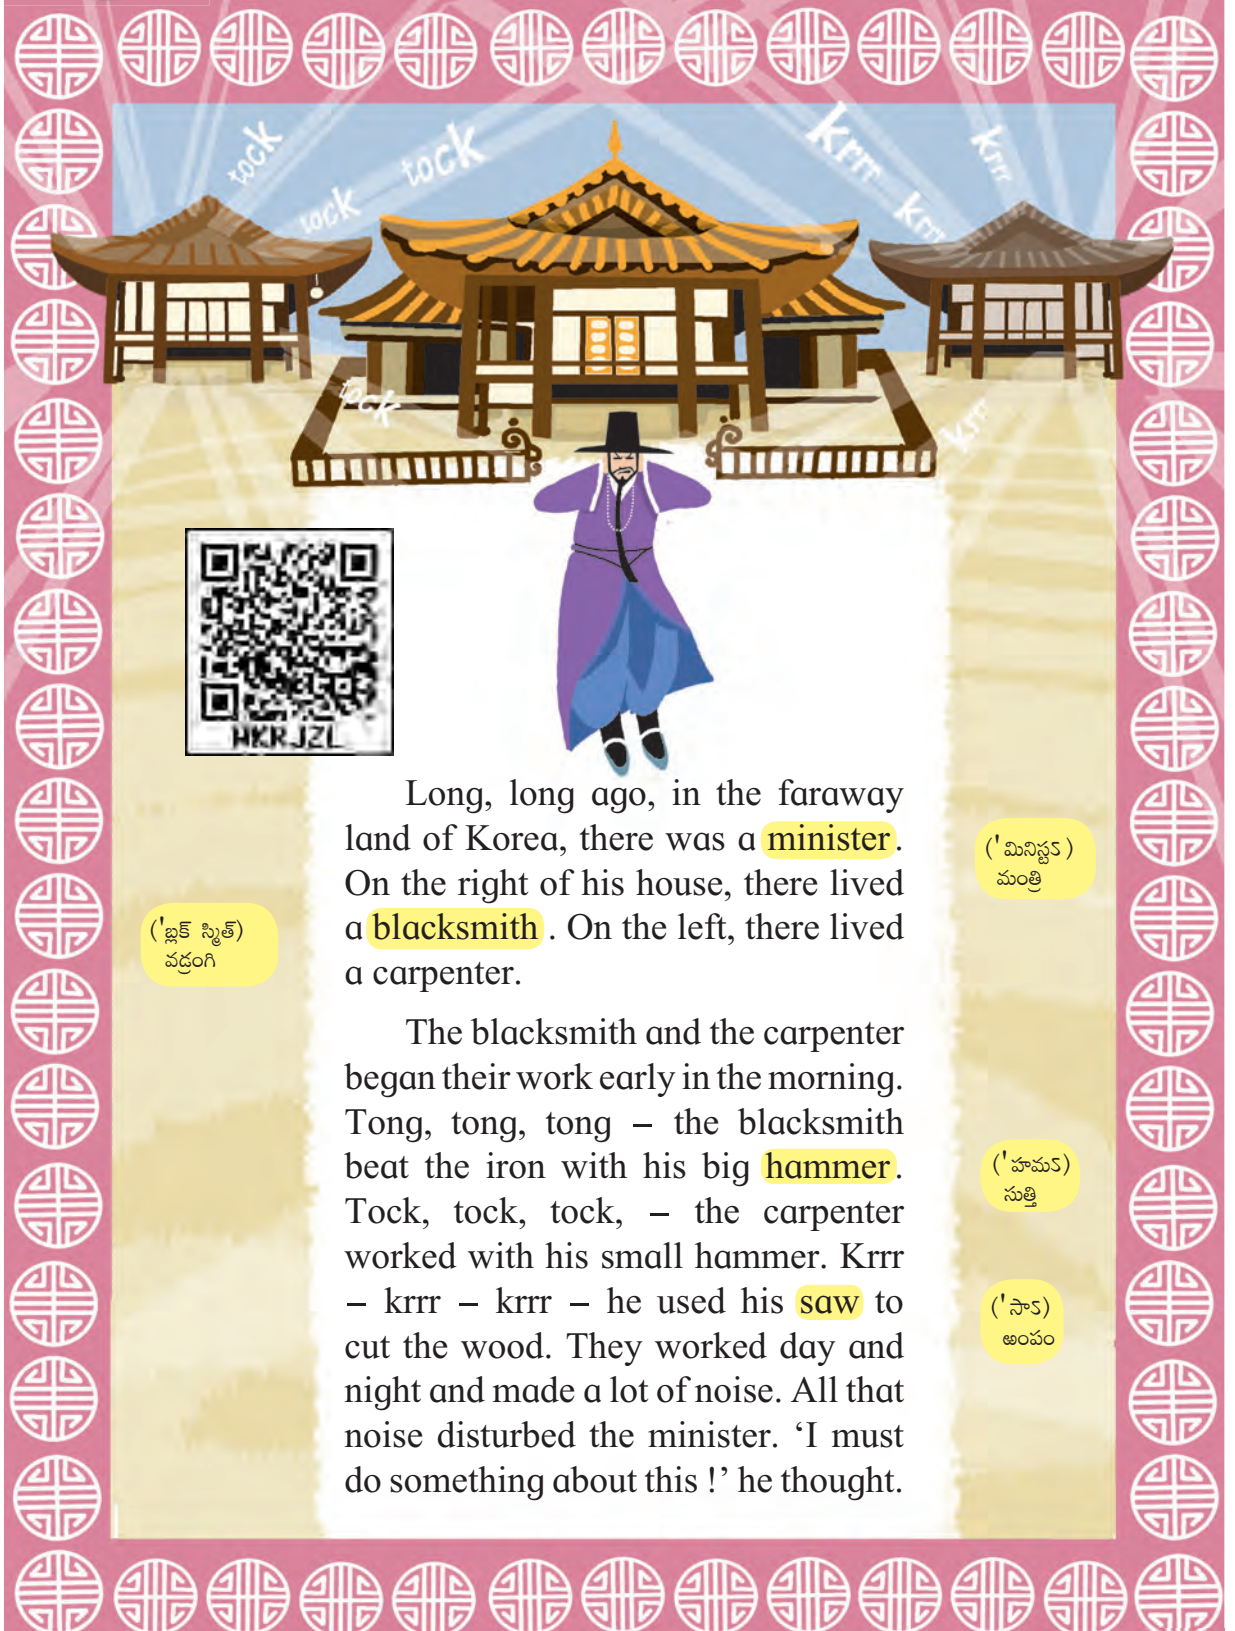 tock
tock
tock
krrr
krrr
krrr
tock
krrr
HKRJZL
Long, long ago, in the faraway
land of Korea, there was a minister.
On the right of his house, there lived
a blacksmith . On the left, there lived
a carpenter.
('మినిస్టఽ)
మంత్రి
('బ్లక్ స్మిత్)
వడ్రంగి
The blacksmith and the carpenter
began their work early in the morning.
Tong, tong, tong – the blacksmith
beat the iron with his big hammer.
Tock, tock, tock, – the carpenter
worked with his small hammer. Krrr
– krrr – krrr – he used his saw to
cut the wood. They worked day and
night and made a lot of noise. All that
noise disturbed the minister. ‘I must
do something about this !’ he thought.
('హమఽ)
సుత్తి
('సాఽ)
ఱంపం